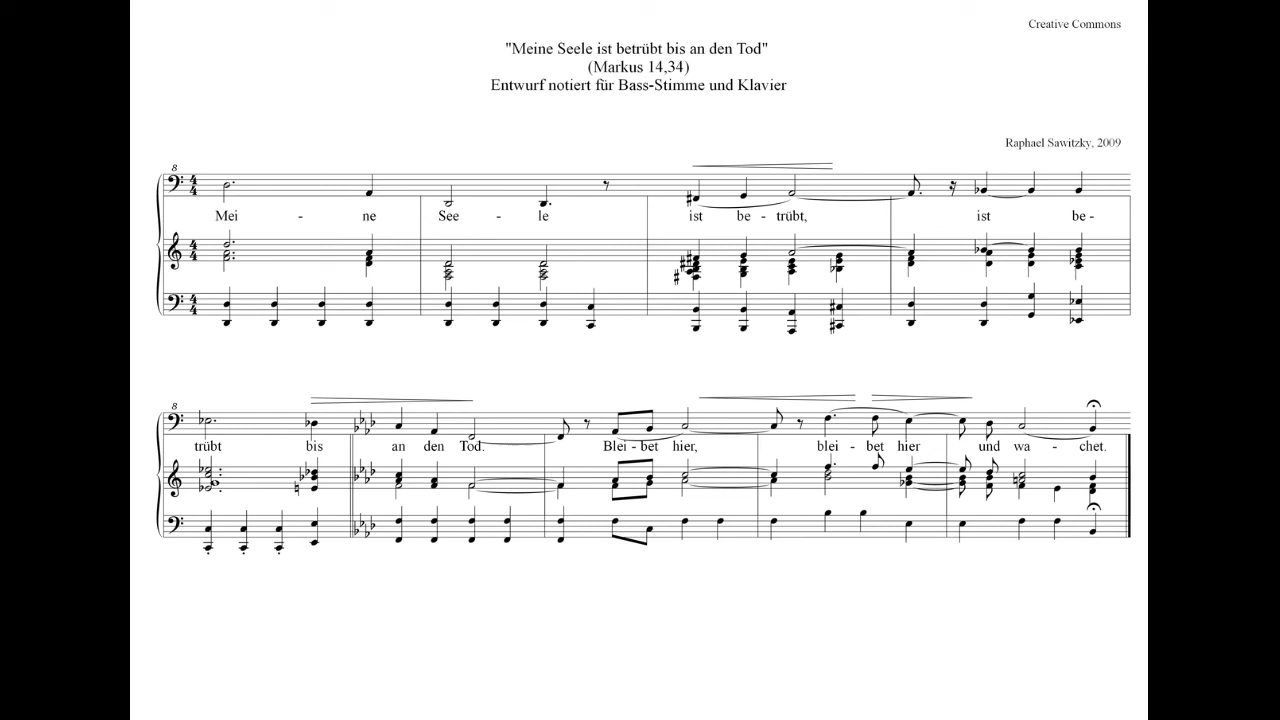 Creative Commons
"Meine Seele ist betrübt bis an den Tod"
(Markus 14,34)
Entwurf notiert für Bass-Stimme und Klavier
Raphael Sawitzky, 2009
8
Mei - ne See - le ist be - trübt, ist be -
8
trübt bis an den Tod. Blei - bet hier, blei - bet hier und wa - chet.